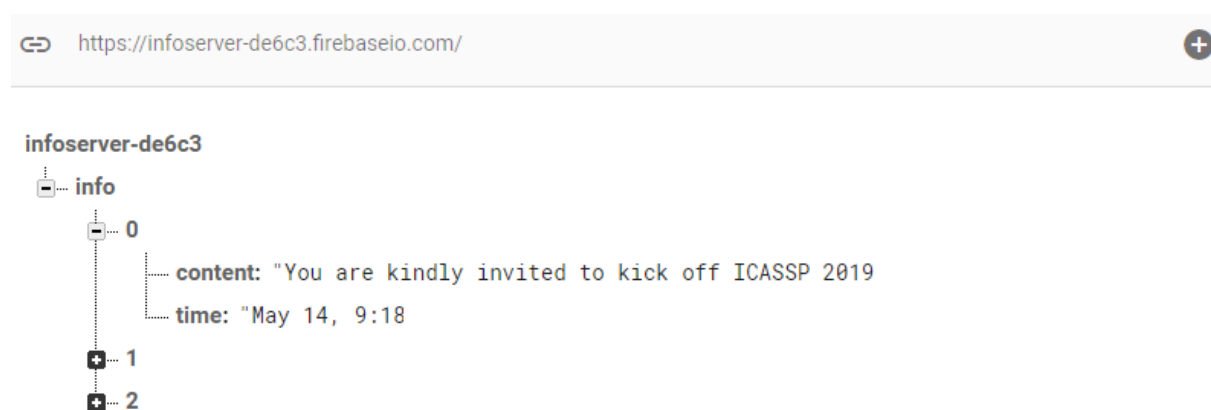 https://infoserver-de6c3.firebaseio.com/
infoserver-de6c3
info
0
content: "You are kindly invited to kick off ICASSP 2019
time: "May 14, 9:18
1
2